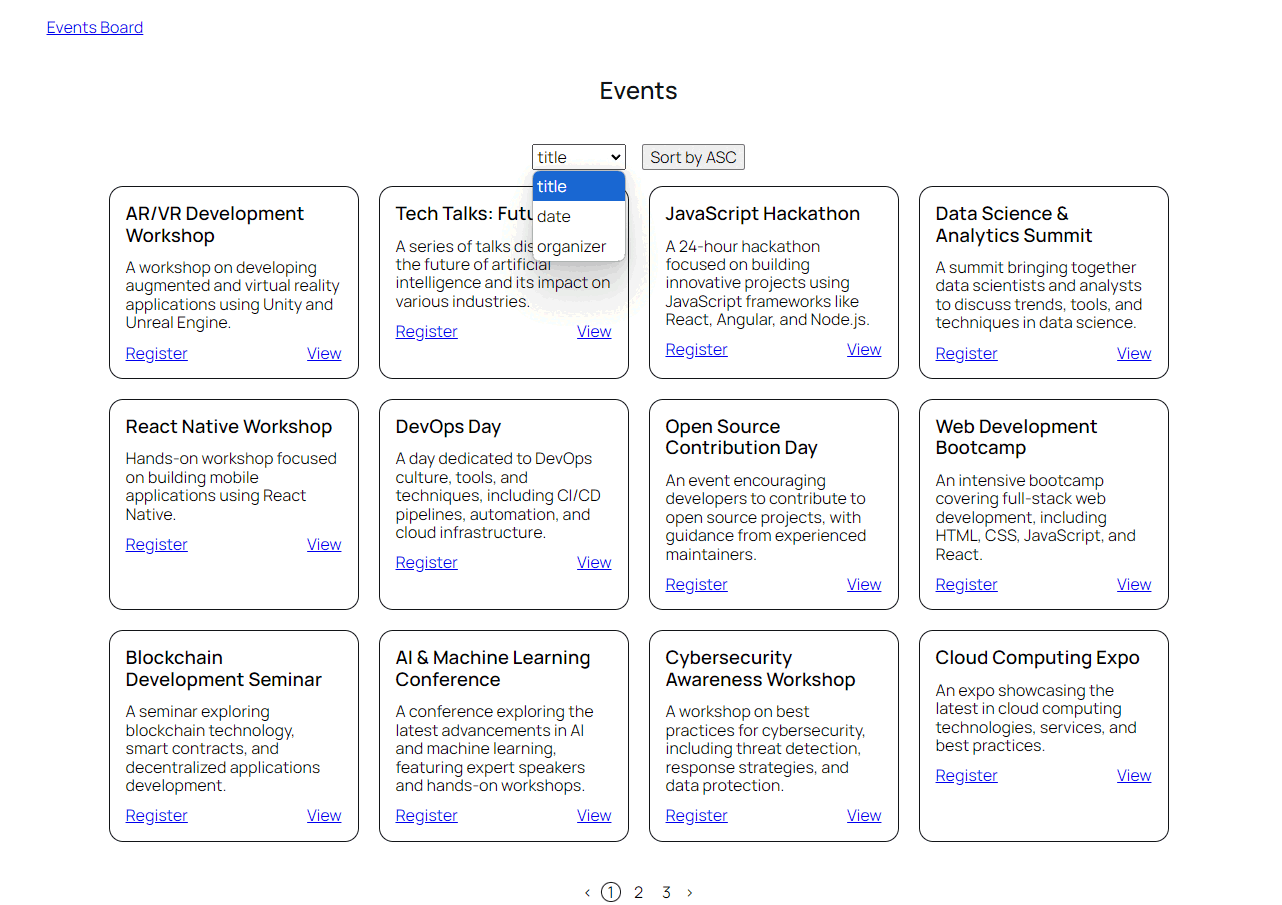 Events Board
Events
title
Sort by ASC
title
date
organizer
AR/VR Development
Workshop
A workshop on developing
augmented and virtual reality
applications using Unity and
Unreal Engine.
Register
View
Tech Talks:
A series of talks
the future of artificial
intelligence and its impact on
various industries.
Register
View
JavaScript Hackathon
A 24-hour hackathon
focused on building
innovative projects using
JavaScript frameworks like
React, Angular, and Node.js.
Register
View
Data Science &
Analytics Summit
A summit bringing together
data scientists and analysts
to discuss trends, tools, and
techniques in data science.
Register
View
React Native Workshop
Hands-on workshop focused
on building mobile
applications using React
Native.
Register
View
DevOps Day
A day dedicated to DevOps
culture, tools, and
techniques, including CI/CD
pipelines, automation, and
cloud infrastructure.
Register
View
Open Source
Contribution Day
An event encouraging
developers to contribute to
open source projects, with
guidance from experienced
maintainers.
Register
View
Web Development
Bootcamp
An intensive bootcamp
covering full-stack web
development, including
HTML, CSS, JavaScript, and
React.
Register
View
Blockchain
Development Seminar
A seminar exploring
blockchain technology,
smart contracts, and
decentralized applications
development.
Register
View
AI & Machine Learning
Conference
A conference exploring the
latest advancements in AI
and machine learning,
featuring expert speakers
and hands-on workshops.
Register
View
Cybersecurity
Awareness Workshop
A workshop on best
practices for cybersecurity,
including threat detection,
response strategies, and
data protection.
Register
View
Cloud Computing Expo
An expo showcasing the
latest in cloud computing
technologies, services, and
best practices.
Register
View
‹ 1 2 3 ›